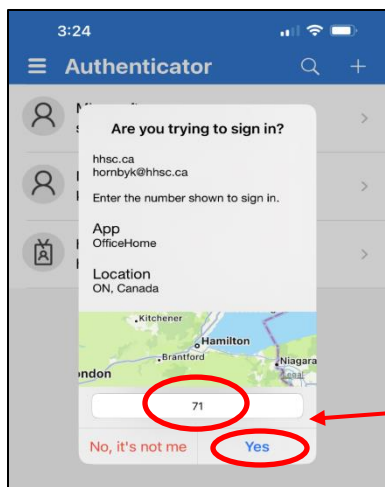 3:24
Authenticator
Are you trying to sign in?
hhsc.ca
hornbyk@hhsc.ca
Enter the number shown to sign in.
App
OfficeHome
Location
ON, Canada
Kitchener
Hamilton
Brantford
Niagara
ondon
Legal
71
No, it's not me
Yes